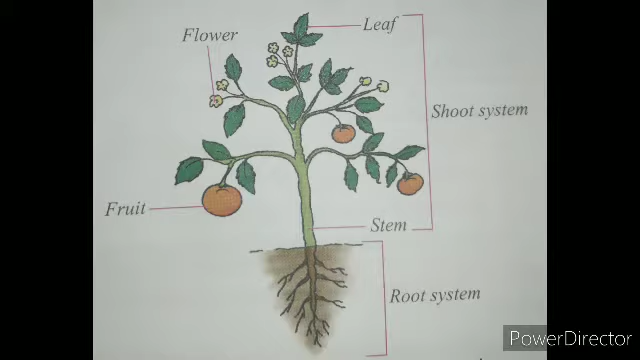 Leaf
Flower
Shoot system
Fruit
Stem
Root system
PowerDirector